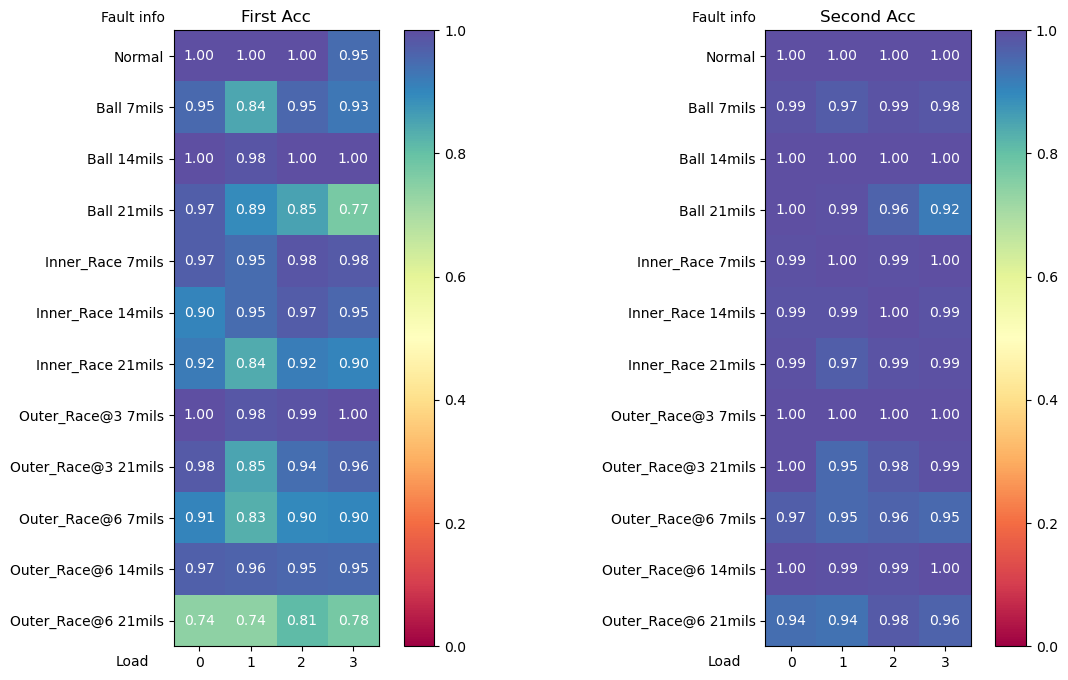 Fault info First Acc
1.0
Normal 1.00 1.00 1.00 0.95
Ball 7mils 0.95 0.84 0.95 0.93
Ball 14mils 1.00 0.98 1.00 1.00
0.8
Ball 21mils 0.97 0.89 0.85 0.77
Inner_Race 7mils 0.97 0.95 0.98 0.98
0.6
Inner_Race 14mils 0.90 0.95 0.97 0.95
Inner_Race 21mils 0.92 0.84 0.92 0.90
0.4
Outer_Race@3 7mils 1.00 0.98 0.99 1.00
Outer_Race@3 21mils 0.98 0.85 0.94 0.96
Outer_Race@6 7mils 0.91 0.83 0.90 0.90
0.2
Outer_Race@6 14mils 0.97 0.96 0.95 0.95
Outer_Race@6 21mils 0.74 0.74 0.81 0.78
0.0
Load 0 1 2 3
Fault info Second Acc
1.0
Normal 1.00 1.00 1.00 1.00
Ball 7mils 0.99 0.97 0.99 0.98
Ball 14mils 1.00 1.00 1.00 1.00
0.8
Ball 21mils 1.00 0.99 0.96 0.92
Inner_Race 7mils 0.99 1.00 0.99 1.00
0.6
Inner_Race 14mils 0.99 0.99 1.00 0.99
Inner_Race 21mils 0.99 0.97 0.99 0.99
0.4
Outer_Race@3 7mils 1.00 1.00 1.00 1.00
Outer_Race@3 21mils 1.00 0.95 0.98 0.99
Outer_Race@6 7mils 0.97 0.95 0.96 0.95
0.2
Outer_Race@6 14mils 1.00 0.99 0.99 1.00
Outer_Race@6 21mils 0.94 0.94 0.98 0.96
0.0
Load 0 1 2 3